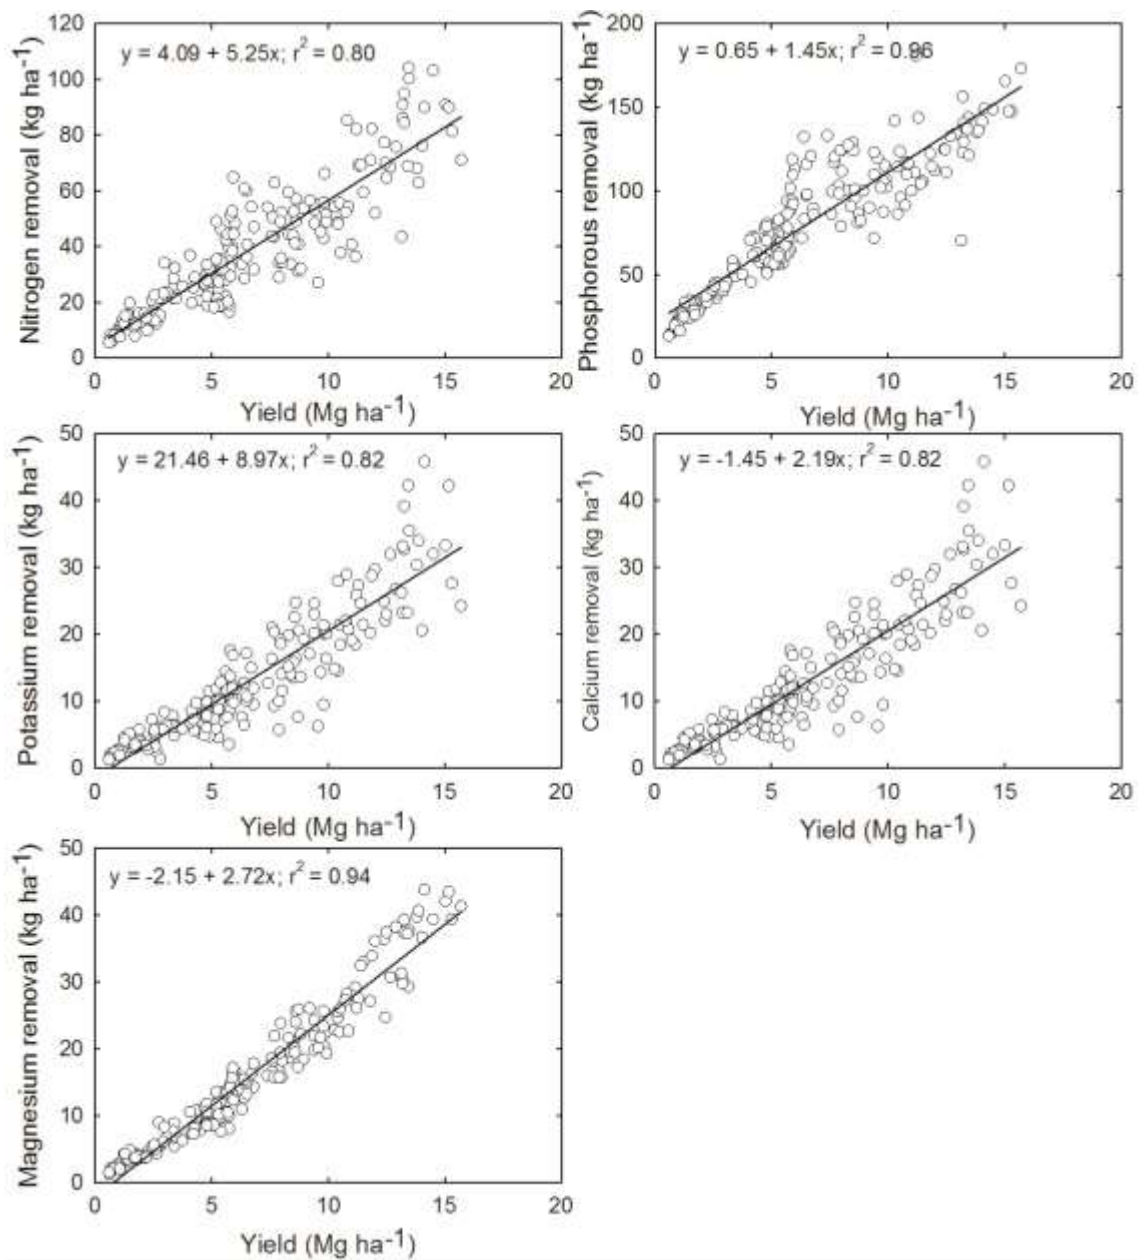 120
100
80
60
40
20
0
Nitrogen removal (kg ha⁻¹)
y = 4.09 + 5.25x; r² = 0.80
0 5 10 15 20
Yield (Mg ha⁻¹)
200
150
100
50
0
Phosphorous removal (kg ha⁻¹)
y = 0.65 + 1.45x; r² = 0.96
0 5 10 15 20
Yield (Mg ha⁻¹)
50
40
30
20
10
0
Potassium removal (kg ha⁻¹)
y = 21.46 + 8.97x; r² = 0.82
0 5 10 15 20
Yield (Mg ha⁻¹)
50
40
30
20
10
0
Calcium removal (kg ha⁻¹)
y = -1.45 + 2.19x; r² = 0.82
0 5 10 15 20
Yield (Mg ha⁻¹)
50
40
30
20
10
0
Magnesium removal (kg ha⁻¹)
y = -2.15 + 2.72x; r² = 0.94
0 5 10 15 20
Yield (Mg ha⁻¹)